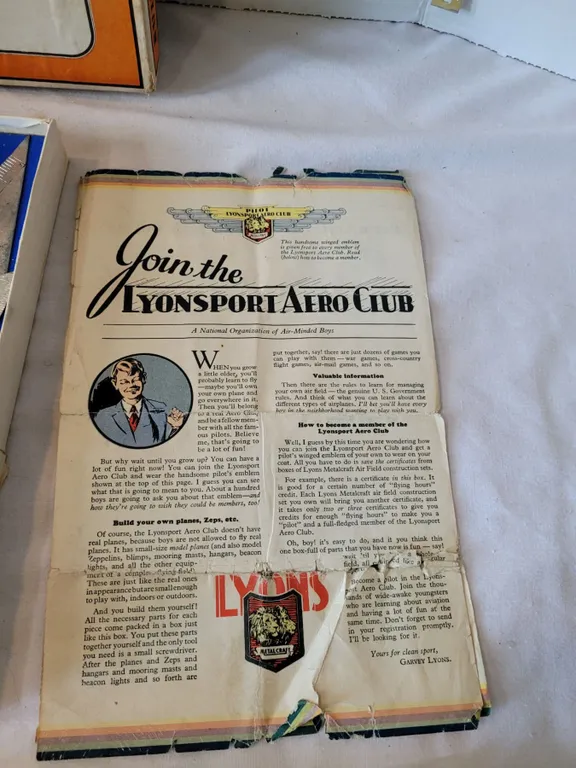 PILOT
LYONSPORT AERO CLUB
This handsome winged emblem
is given free to every member of
the Lyonsport Aero Club. Read
(below) how to become a member.
Join the
LYONSPORT AERO CLUB
A National Organization of Air-Minded Boys
WHEN you grow
a little older, you'll
probably learn to fly
—maybe you'll own
your own plane and
go everywhere in it.
Then you'll belong
to a real Aero Club,
and be a fellow mem-
ber with all the fam-
ous pilots. Believe
me, that's going to
be a lot of fun!
But why wait until you grow up? You can have a
lot of fun right now! You can join the Lyonsport
Aero Club and wear the handsome pilot's emblem
shown at the top of this page. I guess you can see
what that is going to mean to you. About a hundred
boys are going to ask you about that emblem—and
how they're going to wish they could be members, too!
Build your own planes, Zeps, etc.
Of course, the Lyonsport Aero Club doesn't have
real planes, because boys are not allowed to fly real
planes. It has small-size model planes (and also model
Zeppelins, blimps, mooring masts, hangars, beacon
lights, and all the other equip-
ment of a complete flying field).
These are just like the real ones
in appearance but are small enough
to play with, indoors or outdoors.
And you build them yourself!
All the necessary parts for each
piece come packed in a box just
like this box. You put these parts
together yourself and the only tool
you need is a small screwdriver.
After the planes and Zeps and
hangars and mooring masts and
beacon lights and so forth are
put together, say! there are just dozens of games you
can play with them—war games, cross-country
flight games, air-mail games, and so on.
Valuable Information
Then there are the rules to learn for managing
your own air field—the genuine U. S. Government
rules. And think of what you can learn about the
different types of airplanes. I'll bet you'll have every
boy in the neighborhood wanting to play with you.
How to become a member of the
Lyonsport Aero Club
Well, I guess by this time you are wondering how
you can join the Lyonsport Aero Club and get a
pilot's winged emblem of your own to wear on your
coat. All you have to do is save the certificates from
boxes of Lyons Metalcraft Air Field construction sets.
For example, there is a certificate in this box. It
is good for a certain number of "flying hours"
credit. Each Lyons Metalcraft air field construction
set you own will bring you another certificate, and
it takes only two or three certificates to give you
credits for enough "flying hours" to make you a
"pilot" and a full-fledged member of the Lyonsport
Aero Club.
Oh, boy! it's easy to do, and if you think this
one box-full of parts that you have now is fun—say!
wait 'til
field, all
become a pilot in the Lyons-
port Aero Club. Join the thou-
sands of wide-awake youngsters
who are learning about aviation
and having a lot of fun at the
same time. Don't forget to send
in your registration promptly.
I'll be looking for it.
Yours for clean sport,
GARVEY LYONS.
LYONS
METALCRAFT